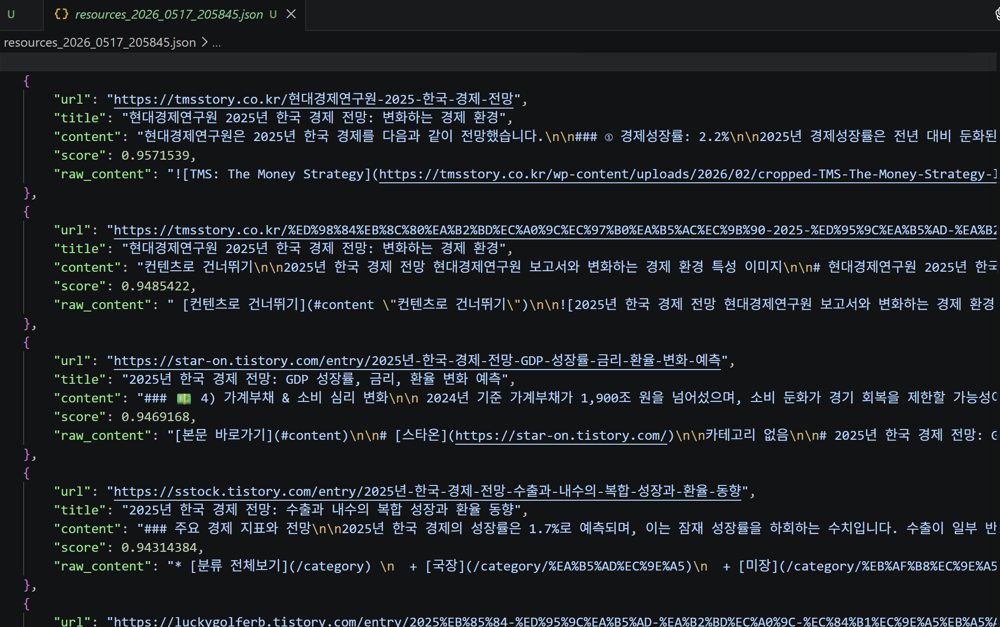 U {} resources_2026_0517_205845.json U
resources_2026_0517_205845.json > ...
{
"url": "https://tmsstory.co.kr/현대경제연구원-2025-한국-경제-전망",
"title": "현대경제연구원 2025년 한국 경제 전망: 변화하는 경제 환경",
"content": "현대경제연구원은 2025년 한국 경제를 다음과 같이 전망했습니다.\n\n### ① 경제성장률: 2.2%\n\n2025년 경제성장률은 전년 대비 둔화된
"score": 0.9571539,
"raw_content": "![TMS: The Money Strategy](https://tmsstory.co.kr/wp-content/uploads/2026/02/cropped-TMS-The-Money-Strategy-
},
{
"url": "https://tmsstory.co.kr/%ED%98%84%EB%8C%80%EA%B2%BD%EC%A0%9C%EC%97%B0%EA%B5%AC%EC%9B%90-2025-%ED%95%9C%EA%B5%AD-%EA%B2
"title": "현대경제연구원 2025년 한국 경제 전망: 변화하는 경제 환경",
"content": "컨텐츠로 건너뛰기\n\n2025년 한국 경제 전망 현대경제연구원 보고서와 변화하는 경제 환경 특성 이미지\n\n# 현대경제연구원 2025년 한국
"score": 0.9485422,
"raw_content": " [컨텐츠로 건너뛰기](#content \"컨텐츠로 건너뛰기\")\n\n![2025년 한국 경제 전망 현대경제연구원 보고서와 변화하는 경제 환경
},
{
"url": "https://star-on.tistory.com/entry/2025년-한국-경제-전망-GDP-성장률-금리-환율-변화-예측",
"title": "2025년 한국 경제 전망: GDP 성장률, 금리, 환율 변화 예측",
"content": "### 💵 4) 가계부채 & 소비 심리 변화\n\n 2024년 기준 가계부채가 1,900조 원을 넘어섰으며, 소비 둔화가 경기 회복을 제한할 가능성이
"score": 0.9469168,
"raw_content": "[본문 바로가기](#content)\n\n# [스타온](https://star-on.tistory.com/)\n\n카테고리 없음\n\n# 2025년 한국 경제 전망: G
},
{
"url": "https://sstock.tistory.com/entry/2025년-한국-경제-전망-수출과-내수의-복합-성장과-환율-동향",
"title": "2025년 한국 경제 전망: 수출과 내수의 복합 성장과 환율 동향",
"content": "### 주요 경제 지표와 전망\n\n2025년 한국 경제의 성장률은 1.7%로 예측되며, 이는 잠재 성장률을 하회하는 수치입니다. 수출이 일부 반
"score": 0.94314384,
"raw_content": "* [분류 전체보기](/category) \n  + [국장](/category/%EA%B5%AD%EC%9E%A5)\n  + [미장](/category/%EB%AF%B8%EC%9E%A5
},
{
"url": "https://luckygolferb.tistory.com/entry/2025%EB%85%84-%ED%95%9C%EA%B5%AD-%EA%B2%BD%EC%A0%9C-%EC%84%B1%EC%9E%A5%EB%A5%A